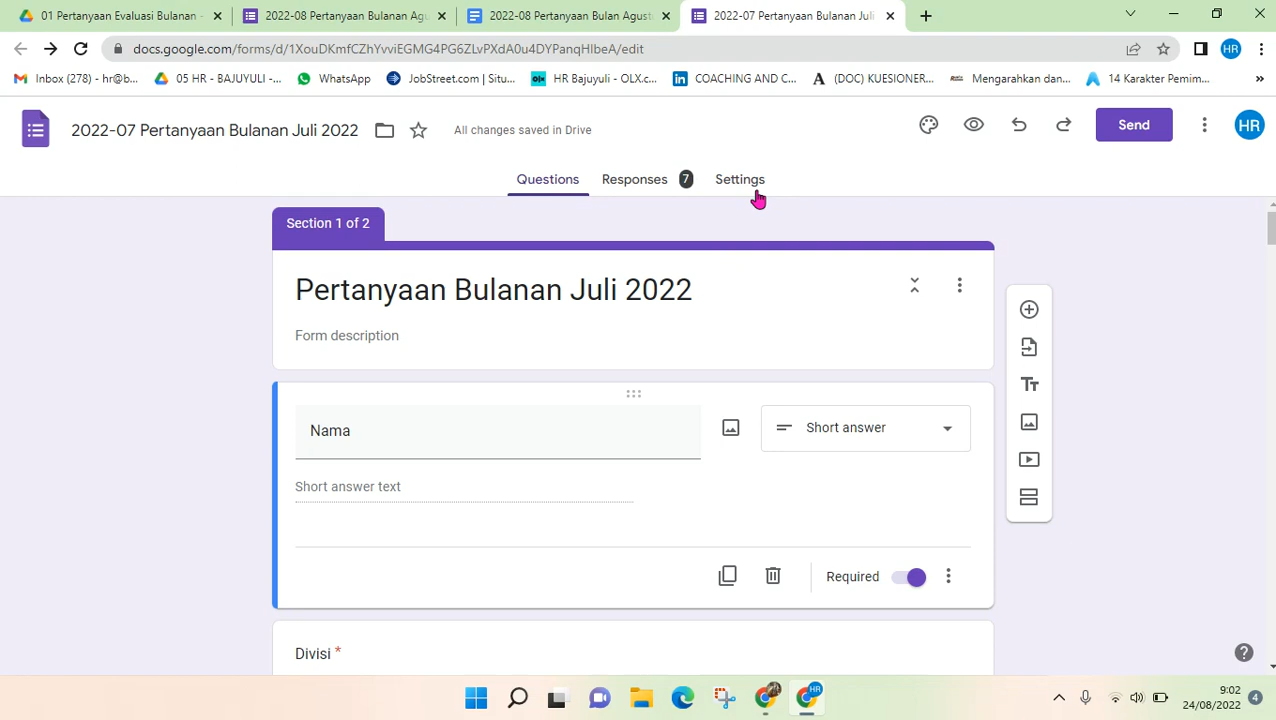 01 Pertanyaan Evaluasi Bulanan -
2022-08 Pertanyaan Bulanan Ag
2022-08 Pertanyaan Bulan Agust
2022-07 Pertanyaan Bulanan Juli
docs.google.com/forms/d/1XouDKmfCZhYvviEGMG4PG6ZLvPXdA0u4DYPanqHlbeA/edit
HR
Inbox (278) - hr@b...
05 HR - BAJUYULI -...
WhatsApp
JobStreet.com | Situ...
HR Bajuyuli - OLX.c...
COACHING AND C...
(DOC) KUESIONER...
Mengarahkan dan...
14 Karakter Pemim...
2022-07 Pertanyaan Bulanan Juli 2022
All changes saved in Drive
Send
HR
Questions
Responses 7
Settings
Section 1 of 2
Pertanyaan Bulanan Juli 2022
Form description
Nama
Short answer
Short answer text
Required
Divisi *
HR
9:02
24/08/2022
4